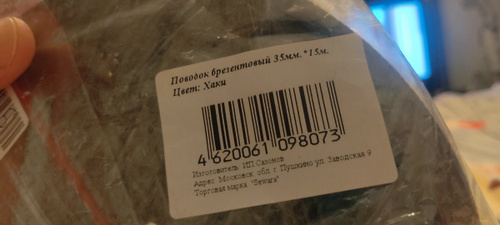 Поводок брезентовый 35мм. *15м.
Цвет: Хаки
4 620061 098073
Изготовитель: ИП Сазонов
Адрес: Московск. обл. г. Пушкино ул. Заводская 9
Торговая марка